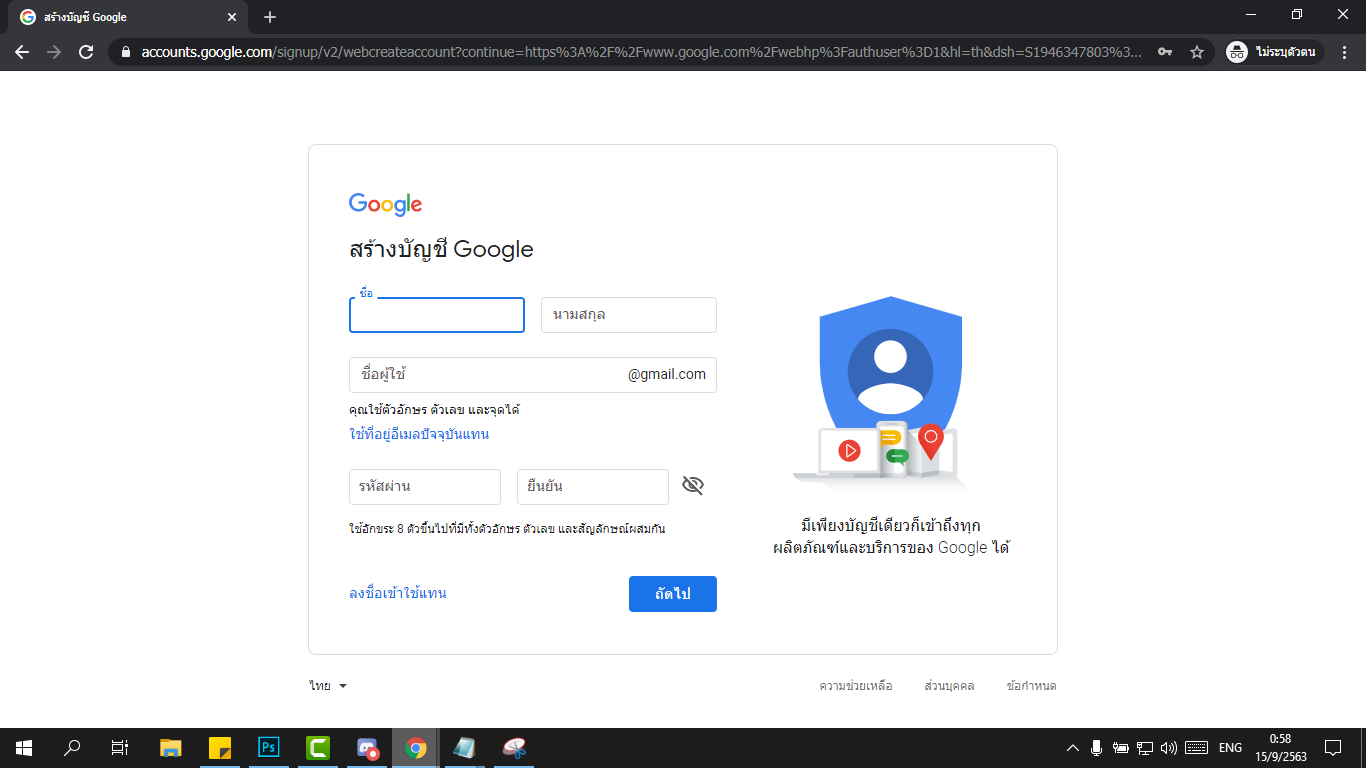 สร้างบัญชี Google
accounts.google.com/signup/v2/webcreateaccount?continue=https%3A%2F%2Fwww.google.com%2Fwebhp%3Fauthuser%3D1&hl=th&dsh=S1946347803%3...
ไม่ระบุตัวตน
Google
สร้างบัญชี Google
ชื่อ
นามสกุล
ชื่อผู้ใช้
@gmail.com
คุณใช้ตัวอักษร ตัวเลข และจุดได้
ใช้ที่อยู่อีเมลปัจจุบันแทน
รหัสผ่าน
ยืนยัน
ใช้อักขระ 8 ตัวขึ้นไปที่มีทั้งตัวอักษร ตัวเลข และสัญลักษณ์ผสมกัน
ลงชื่อเข้าใช้แทน
ถัดไป
มีเพียงบัญชีเดียวก็เข้าถึงทุก
ผลิตภัณฑ์และบริการของ Google ได้
ไทย
ความช่วยเหลือ
ส่วนบุคคล
ข้อกำหนด
Ps
ENG
0:58
15/9/2563